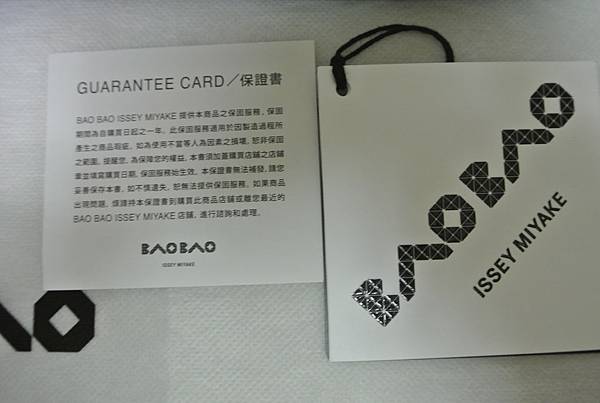 GUARANTEE CARD/保證書
BAO BAO ISSEY MIYAKE 提供本商品之保固服務，保固
期間為自購買日起之一年。此保固服務適用於因製造過程所
產生之商品瑕疵，如為使用不當等人為因素之損壞，恕非保固
之範圍，提醒您，為保障您的權益，本書須加蓋購買店鋪之店鋪
章並填寫購買日期，保固服務始生效。本保證書無法補發，請您
妥善保存本書，如不慎遺失，恕無法提供保固服務。如果商品
出現問題，煩請持本保證書到購買此商品店鋪或離您最近的
BAO BAO ISSEY MIYAKE 店鋪，進行諮詢和處理。
BAOBAO
ISSEY MIYAKE
BAO BAO
ISSEY MIYAKE
AO